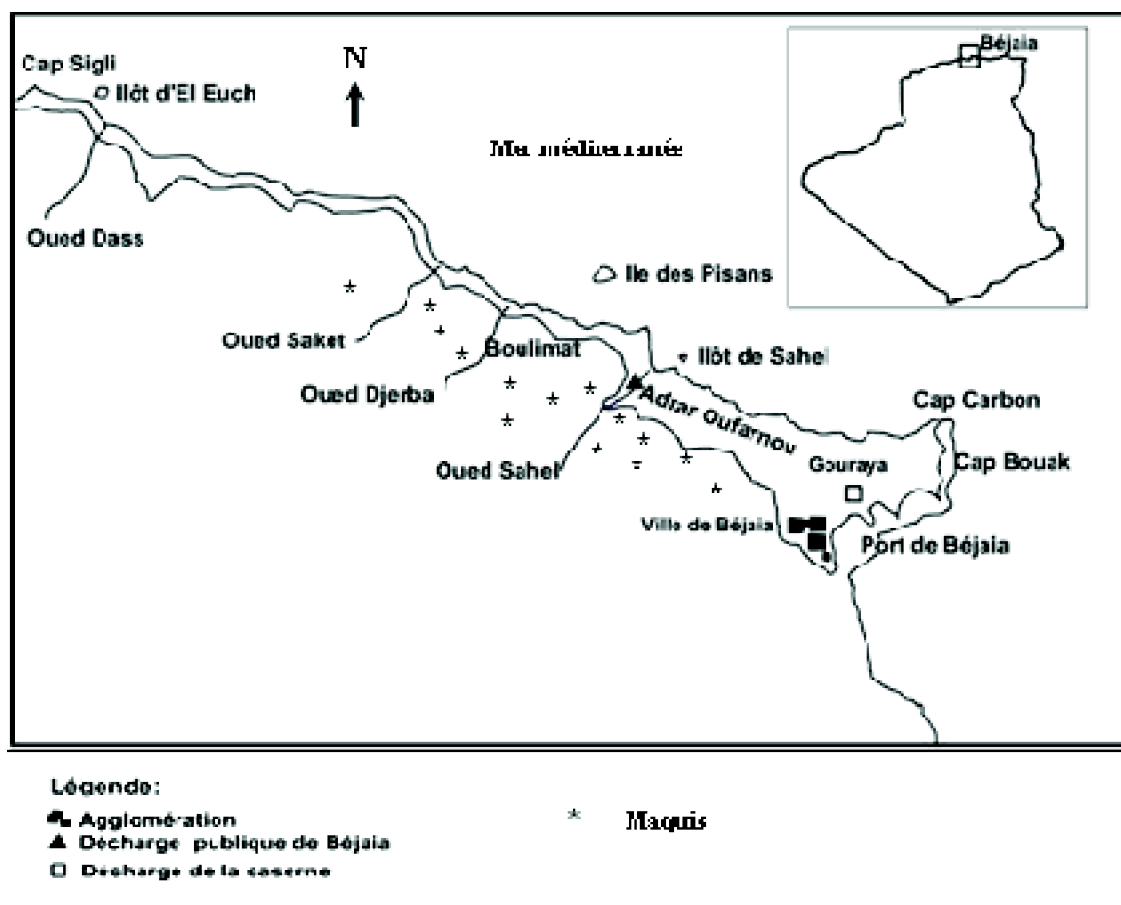 Béjaia
Cap Sigli
N
Ilôt d'El Euch
Mer méditerranés
Oued Dass
Ile des Pisans
Oued Saket
Boulimat
Ilôt de Sahel
Oued Djerba
Adrar Oufarnou
Cap Carbon
Gouraya
Cap Bouak
Oued Sahel
Ville de Béjaia
Port de Béjaia
Légende:
Agglomération
Maquis
Décharge publique de Béjaia
Décharge de la caserne